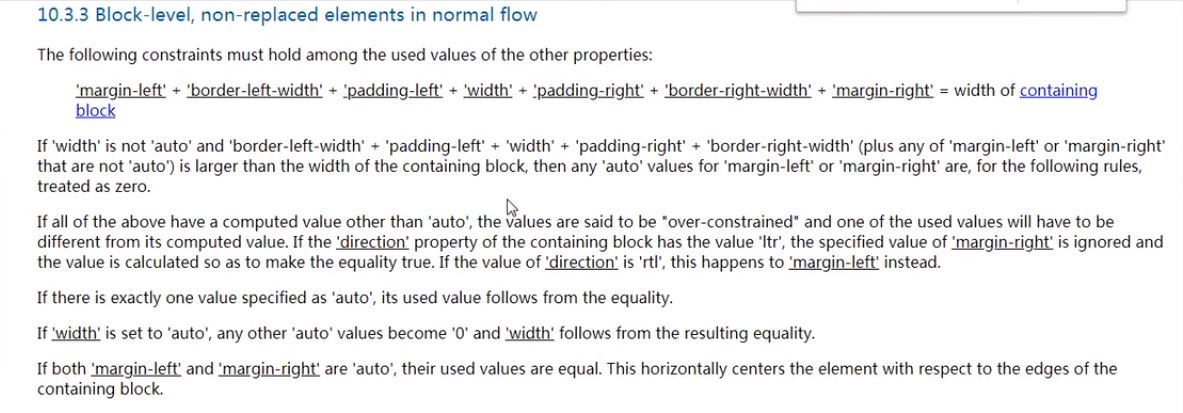 10.3.3 Block-level, non-replaced elements in normal flow
The following constraints must hold among the used values of the other properties:
'margin-left' + 'border-left-width' + 'padding-left' + 'width' + 'padding-right' + 'border-right-width' + 'margin-right' = width of containing
block
If 'width' is not 'auto' and 'border-left-width' + 'padding-left' + 'width' + 'padding-right' + 'border-right-width' (plus any of 'margin-left' or 'margin-right'
that are not 'auto') is larger than the width of the containing block, then any 'auto' values for 'margin-left' or 'margin-right' are, for the following rules,
treated as zero.
If all of the above have a computed value other than 'auto', the values are said to be "over-constrained" and one of the used values will have to be
different from its computed value. If the 'direction' property of the containing block has the value 'ltr', the specified value of 'margin-right' is ignored and
the value is calculated so as to make the equality true. If the value of 'direction' is 'rtl', this happens to 'margin-left' instead.
If there is exactly one value specified as 'auto', its used value follows from the equality.
If 'width' is set to 'auto', any other 'auto' values become '0' and 'width' follows from the resulting equality.
If both 'margin-left' and 'margin-right' are 'auto', their used values are equal. This horizontally centers the element with respect to the edges of the
containing block.